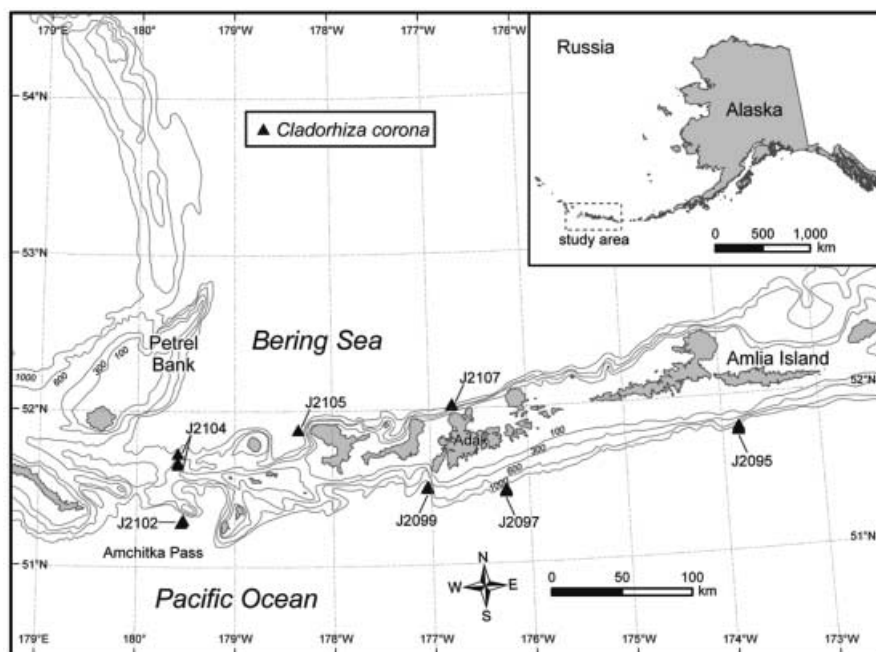 179°E 180° 179°W 178°W 177°W 176°W
54°N
53°N
52°N
51°N
Cladorhiza corona
Russia
Alaska
study area
0 500 1,000
km
Bering Sea
Petrel
Bank
1000
600
300
100
Amlia Island
52°N
J2107
J2105
J2104
Adak
100
300
600
1000
J2095
J2102
J2099
J2097
Amchitka Pass
51°N
N
W E
S
0 50 100
km
Pacific Ocean
179°E 180° 179°W 178°W 177°W 176°W 175°W 174°W 173°W